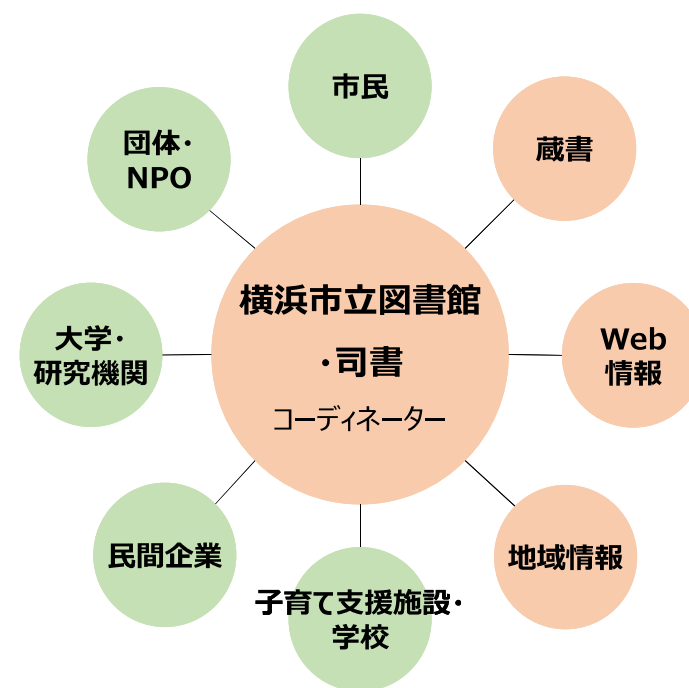 市民
団体・
NPO
蔵書
横浜市立図書館
・司書
コーディネーター
大学・
研究機関
Web
情報
民間企業
地域情報
子育て支援施設・
学校